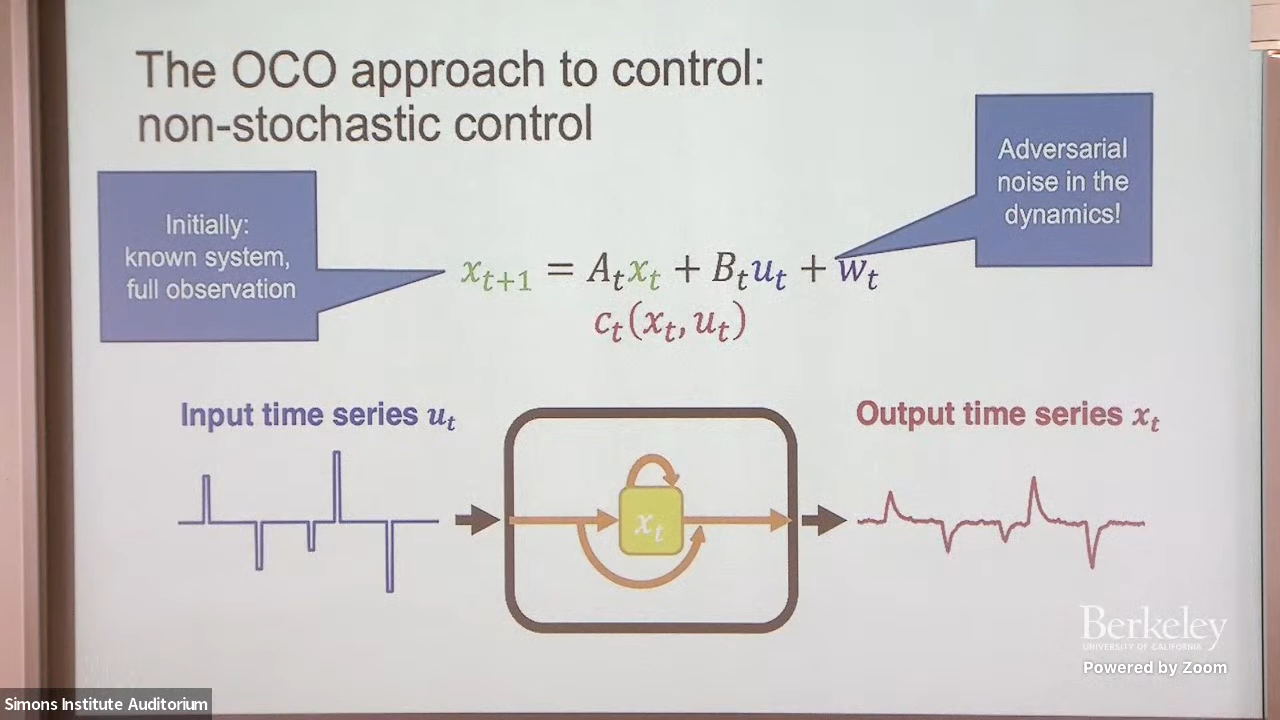 The OCO approach to control:
non-stochastic control
Adversarial
noise in the
dynamics!
Initially:
known system,
full observation
x_{t+1} = A_t x_t + B_t u_t + w_t
c_t(x_t, u_t)
Input time series u_t
Output time series x_t
x_t
Berkeley
UNIVERSITY OF CALIFORNIA
Powered by Zoom
Simons Institute Auditorium